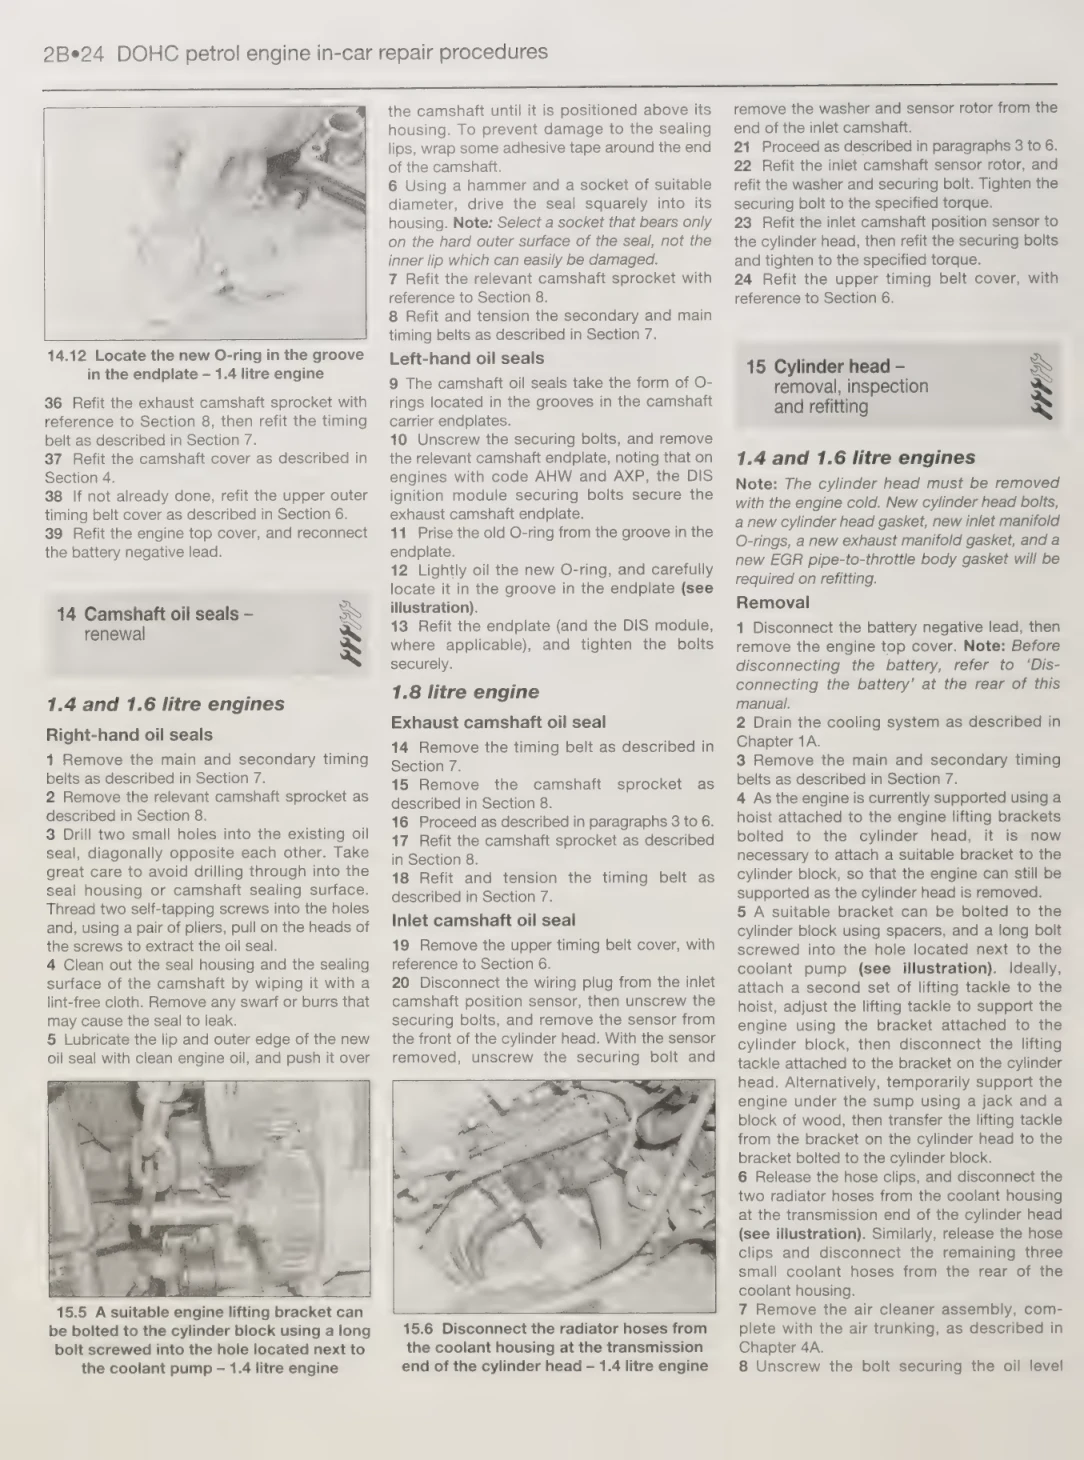 2B•24 DOHC petrol engine in-car repair procedures
14.12 Locate the new O-ring in the groove
in the endplate – 1.4 litre engine
36 Refit the exhaust camshaft sprocket with
reference to Section 8, then refit the timing
belt as described in Section 7.
37 Refit the camshaft cover as described in
Section 4.
38 If not already done, refit the upper outer
timing belt cover as described in Section 6.
39 Refit the engine top cover, and reconnect
the battery negative lead.
14 Camshaft oil seals –
renewal
1.4 and 1.6 litre engines
Right-hand oil seals
1 Remove the main and secondary timing
belts as described in Section 7.
2 Remove the relevant camshaft sprocket as
described in Section 8.
3 Drill two small holes into the existing oil
seal, diagonally opposite each other. Take
great care to avoid drilling through into the
seal housing or camshaft sealing surface.
Thread two self-tapping screws into the holes
and, using a pair of pliers, pull on the heads of
the screws to extract the oil seal.
4 Clean out the seal housing and the sealing
surface of the camshaft by wiping it with a
lint-free cloth. Remove any swarf or burrs that
may cause the seal to leak.
5 Lubricate the lip and outer edge of the new
oil seal with clean engine oil, and push it over
15.5 A suitable engine lifting bracket can
be bolted to the cylinder block using a long
bolt screwed into the hole located next to
the coolant pump – 1.4 litre engine
the camshaft until it is positioned above its
housing. To prevent damage to the sealing
lips, wrap some adhesive tape around the end
of the camshaft.
6 Using a hammer and a socket of suitable
diameter, drive the seal squarely into its
housing. Note: Select a socket that bears only
on the hard outer surface of the seal, not the
inner lip which can easily be damaged.
7 Refit the relevant camshaft sprocket with
reference to Section 8.
8 Refit and tension the secondary and main
timing belts as described in Section 7.
Left-hand oil seals
9 The camshaft oil seals take the form of O-
rings located in the grooves in the camshaft
carrier endplates.
10 Unscrew the securing bolts, and remove
the relevant camshaft endplate, noting that on
engines with code AHW and AXP, the DIS
ignition module securing bolts secure the
exhaust camshaft endplate.
11 Prise the old O-ring from the groove in the
endplate.
12 Lightly oil the new O-ring, and carefully
locate it in the groove in the endplate (see
illustration).
13 Refit the endplate (and the DIS module,
where applicable), and tighten the bolts
securely.
1.8 litre engine
Exhaust camshaft oil seal
14 Remove the timing belt as described in
Section 7.
15 Remove the camshaft sprocket as
described in Section 8.
16 Proceed as described in paragraphs 3 to 6.
17 Refit the camshaft sprocket as described
in Section 8.
18 Refit and tension the timing belt as
described in Section 7.
Inlet camshaft oil seal
19 Remove the upper timing belt cover, with
reference to Section 6.
20 Disconnect the wiring plug from the inlet
camshaft position sensor, then unscrew the
securing bolts, and remove the sensor from
the front of the cylinder head. With the sensor
removed, unscrew the securing bolt and
15.6 Disconnect the radiator hoses from
the coolant housing at the transmission
end of the cylinder head – 1.4 litre engine
remove the washer and sensor rotor from the
end of the inlet camshaft.
21 Proceed as described in paragraphs 3 to 6.
22 Refit the inlet camshaft sensor rotor, and
refit the washer and securing bolt. Tighten the
securing bolt to the specified torque.
23 Refit the inlet camshaft position sensor to
the cylinder head, then refit the securing bolts
and tighten to the specified torque.
24 Refit the upper timing belt cover, with
reference to Section 6.
15 Cylinder head –
removal, inspection
and refitting
1.4 and 1.6 litre engines
Note: The cylinder head must be removed
with the engine cold. New cylinder head bolts,
a new cylinder head gasket, new inlet manifold
O-rings, a new exhaust manifold gasket, and a
new EGR pipe-to-throttle body gasket will be
required on refitting.
Removal
1 Disconnect the battery negative lead, then
remove the engine top cover. Note: Before
disconnecting the battery, refer to 'Dis-
connecting the battery' at the rear of this
manual.
2 Drain the cooling system as described in
Chapter 1A.
3 Remove the main and secondary timing
belts as described in Section 7.
4 As the engine is currently supported using a
hoist attached to the engine lifting brackets
bolted to the cylinder head, it is now
necessary to attach a suitable bracket to the
cylinder block, so that the engine can still be
supported as the cylinder head is removed.
5 A suitable bracket can be bolted to the
cylinder block using spacers, and a long bolt
screwed into the hole located next to the
coolant pump (see illustration). Ideally,
attach a second set of lifting tackle to the
hoist, adjust the lifting tackle to support the
engine using the bracket attached to the
cylinder block, then disconnect the lifting
tackle attached to the bracket on the cylinder
head. Alternatively, temporarily support the
engine under the sump using a jack and a
block of wood, then transfer the lifting tackle
from the bracket on the cylinder head to the
bracket bolted to the cylinder block.
6 Release the hose clips, and disconnect the
two radiator hoses from the coolant housing
at the transmission end of the cylinder head
(see illustration). Similarly, release the hose
clips and disconnect the remaining three
small coolant hoses from the rear of the
coolant housing.
7 Remove the air cleaner assembly, com-
plete with the air trunking, as described in
Chapter 4A.
8 Unscrew the bolt securing the oil level